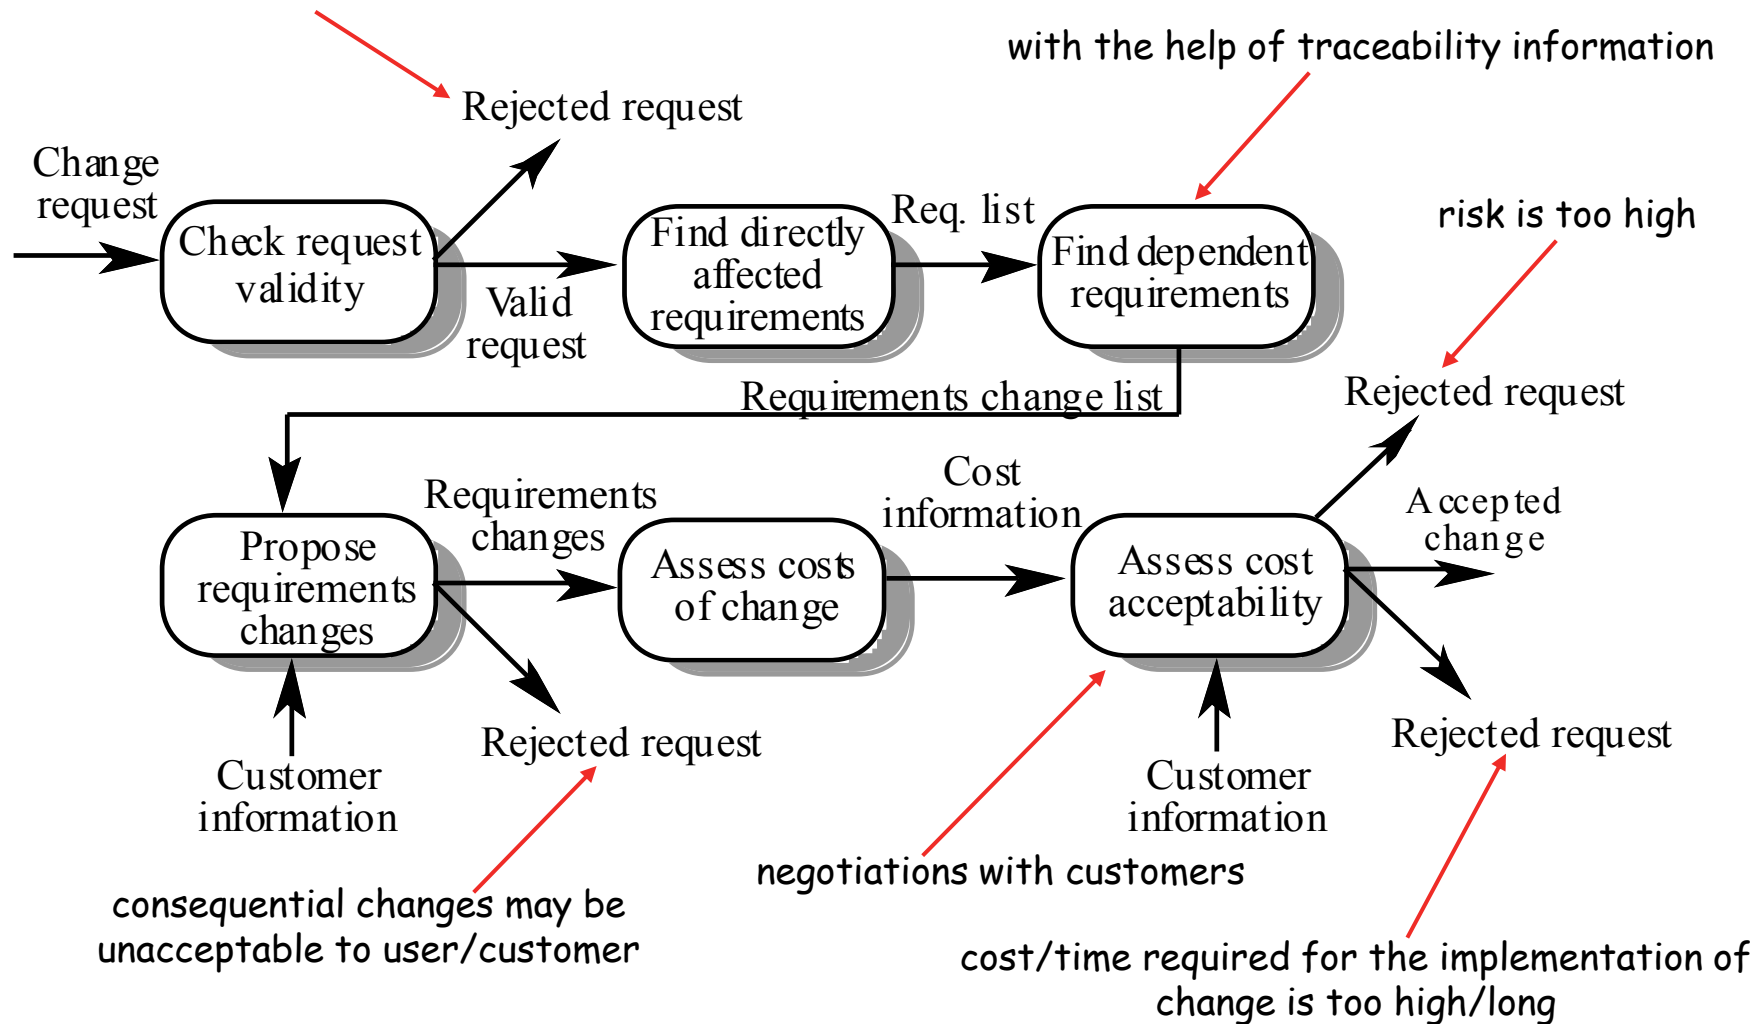 with the help of traceability information
Rejected request
Change
request
Check request
validity
Valid
request
Find directly
affected
requirements
Req. list
Find dependent
requirements
risk is too high
Rejected request
Requirements change list
Propose
requirements
changes
Requirements
changes
Assess costs
of change
Cost
information
Assess cost
acceptability
Accepted
change
Rejected request
Rejected request
Customer
information
Customer
information
negotiations with customers
consequential changes may be
unacceptable to user/customer
cost/time required for the implementation of
change is too high/long